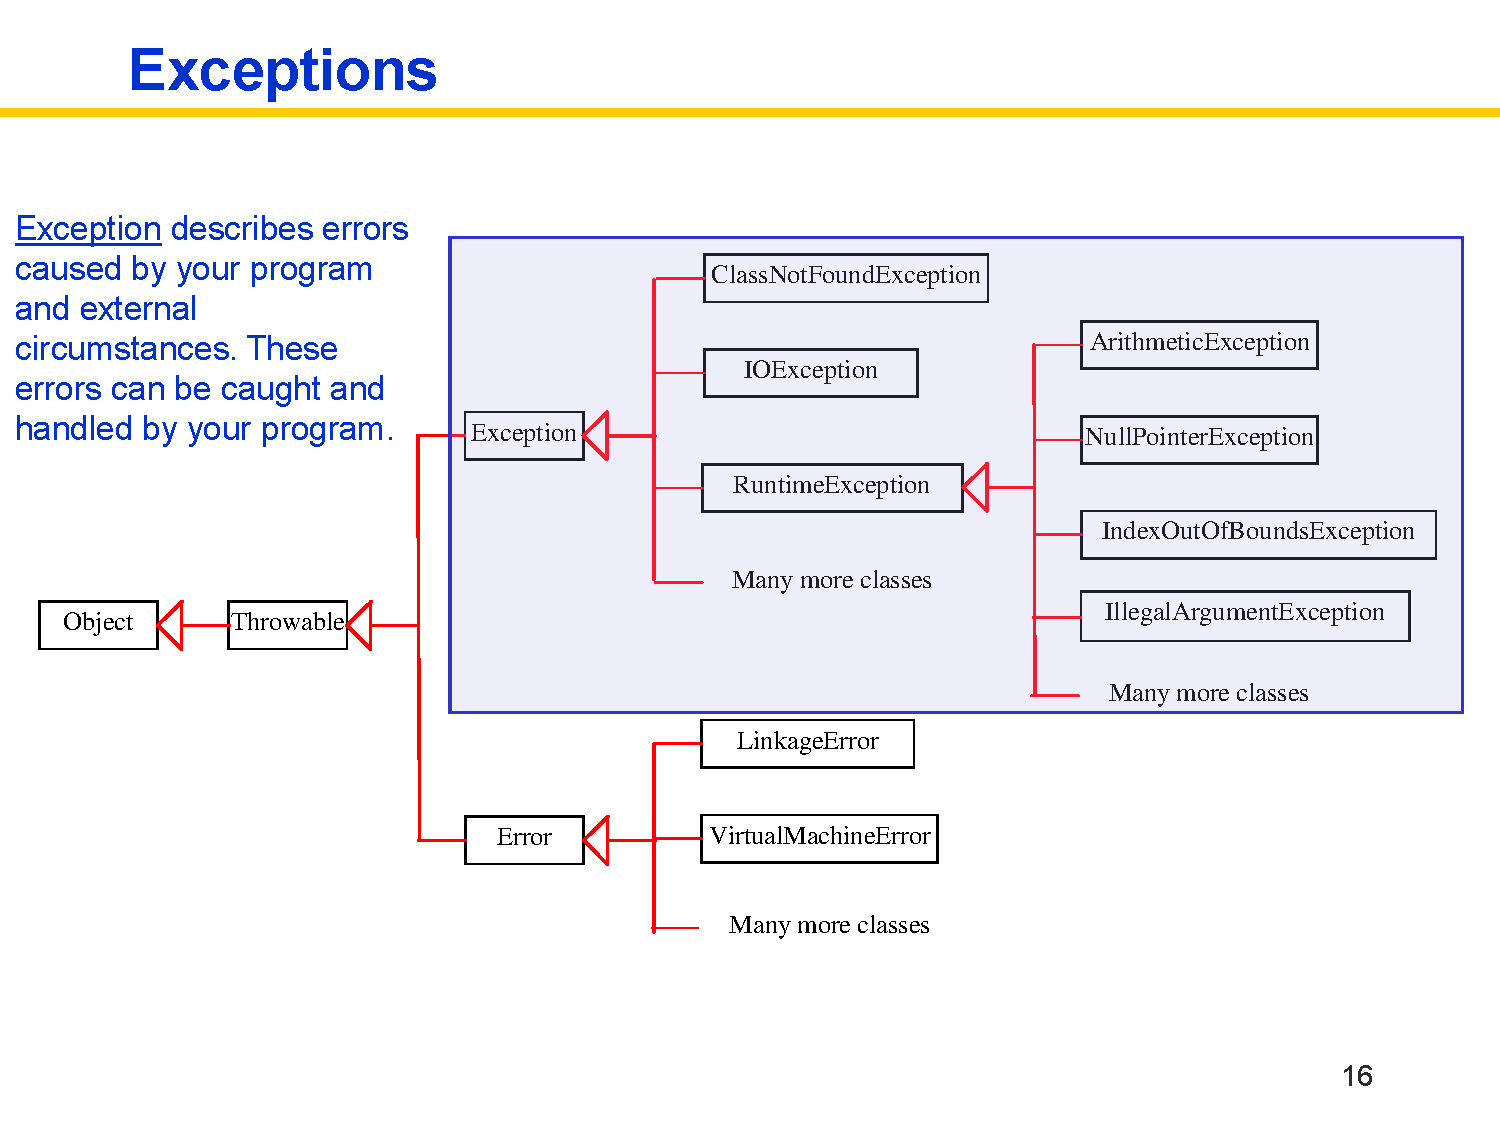 Exceptions
Exception describes errors
caused by your program
and external
circumstances. These
errors can be caught and
handled by your program.
ClassNotFoundException
ArithmeticException
IOException
Exception
NullPointerException
RuntimeException
IndexOutOfBoundsException
Many more classes
IllegalArgumentException
Object
Throwable
Many more classes
LinkageError
Error
VirtualMachineError
Many more classes
16